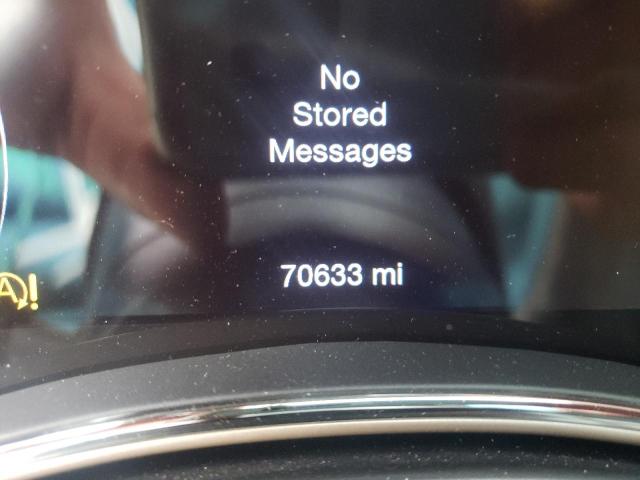 No
Stored
Messages
70633 mi
A!